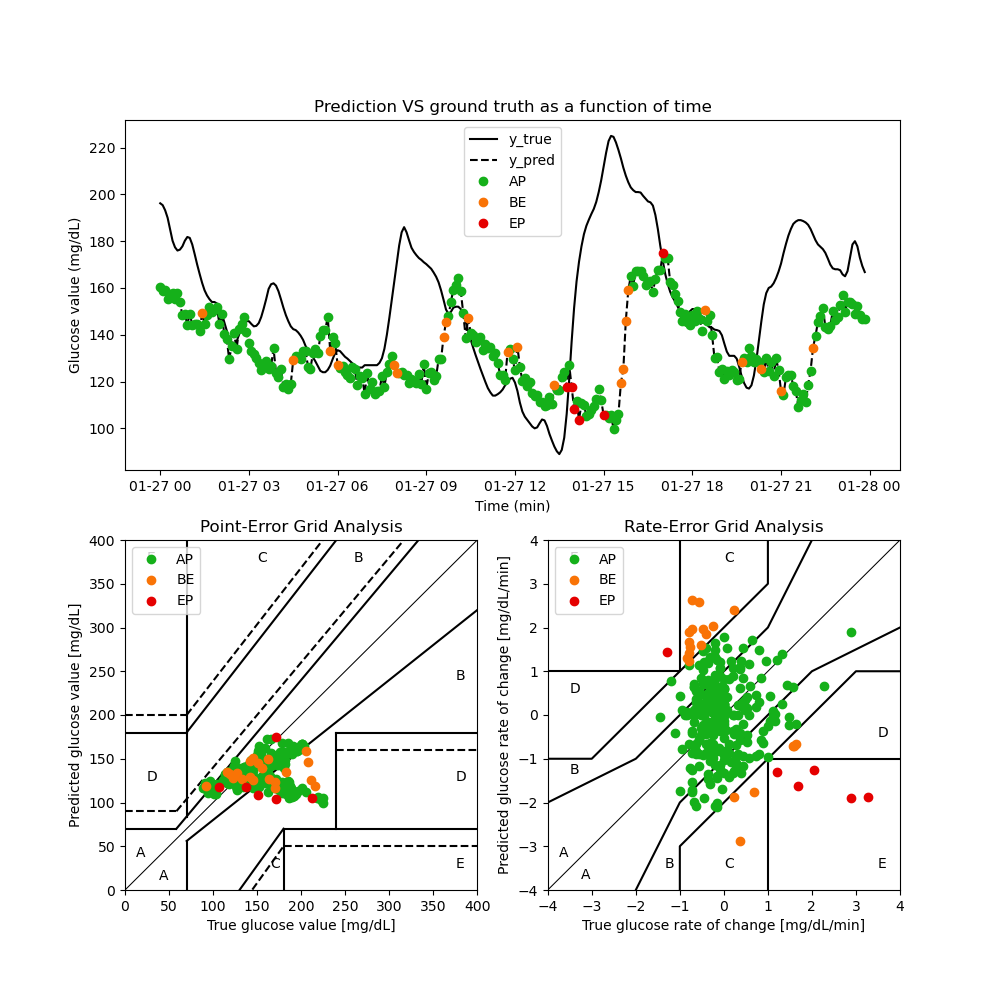 Prediction VS ground truth as a function of time
Glucose value (mg/dL)
220
200
180
160
140
120
100
y_true
y_pred
AP
BE
EP
01-27 00 01-27 03 01-27 06 01-27 09 01-27 12 01-27 15 01-27 18 01-27 21 01-28 00
Time (min)
Point-Error Grid Analysis
Predicted glucose value [mg/dL]
400
350
300
250
200
150
100
50
0
AP
BE
EP
C
B
B
D
D
A
A
C
E
0 50 100 150 200 250 300 350 400
True glucose value [mg/dL]
Rate-Error Grid Analysis
Predicted glucose rate of change [mg/dL/min]
4
3
2
1
0
−1
−2
−3
−4
AP
BE
EP
C
D
D
B
A
A
B
C
E
−4 −3 −2 −1 0 1 2 3 4
True glucose rate of change [mg/dL/min]